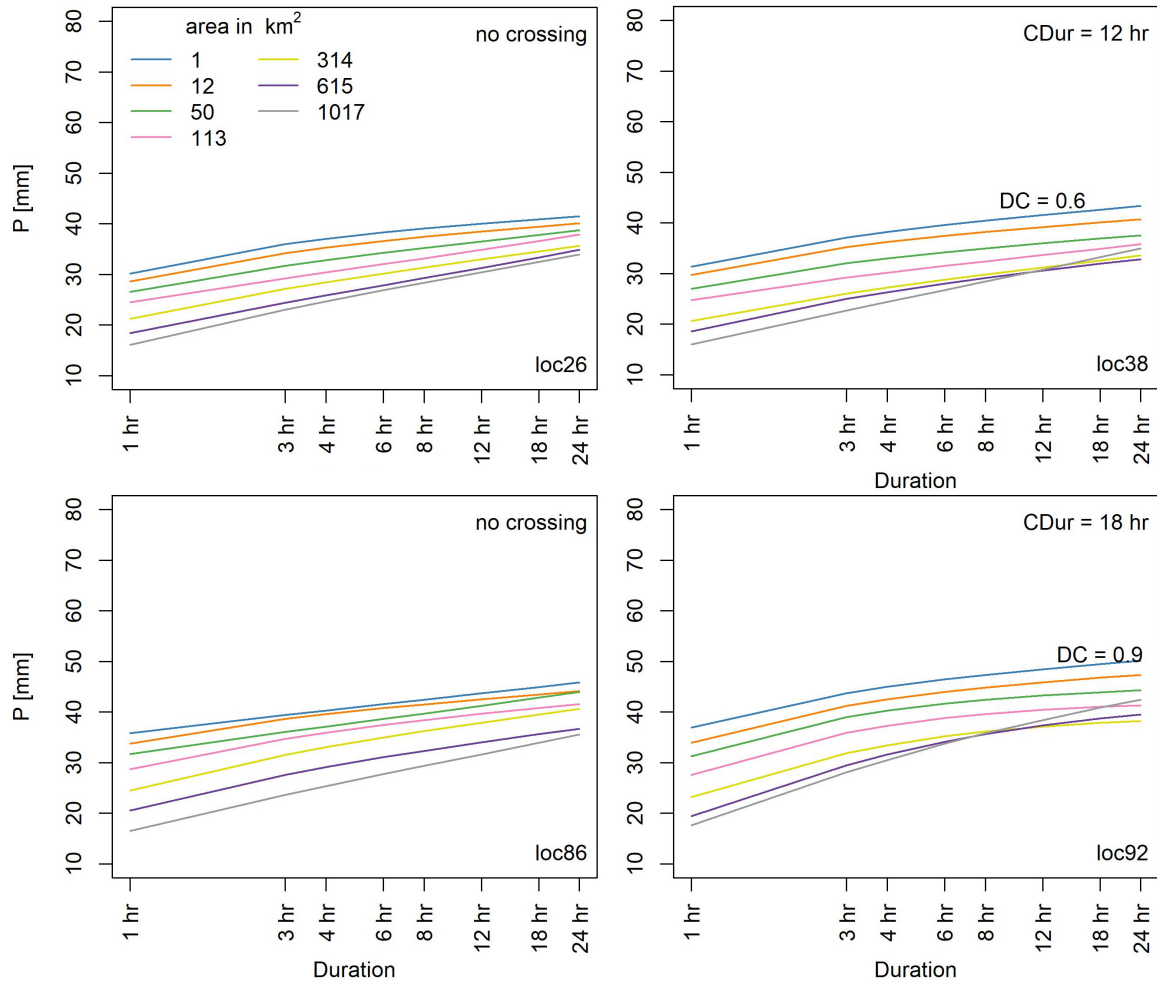 area in km²
1
12
50
113
314
615
1017
no crossing
P [mm]
80
70
60
50
40
30
20
10
loc26
1 hr
3 hr
4 hr
6 hr
8 hr
12 hr
18 hr
24 hr
CDur = 12 hr
80
70
60
50
40
30
20
10
DC = 0.6
loc38
1 hr
3 hr
4 hr
6 hr
8 hr
12 hr
18 hr
24 hr
Duration
no crossing
P [mm]
80
70
60
50
40
30
20
10
loc86
1 hr
3 hr
4 hr
6 hr
8 hr
12 hr
18 hr
24 hr
Duration
CDur = 18 hr
80
70
60
50
40
30
20
10
DC = 0.9
loc92
1 hr
3 hr
4 hr
6 hr
8 hr
12 hr
18 hr
24 hr
Duration